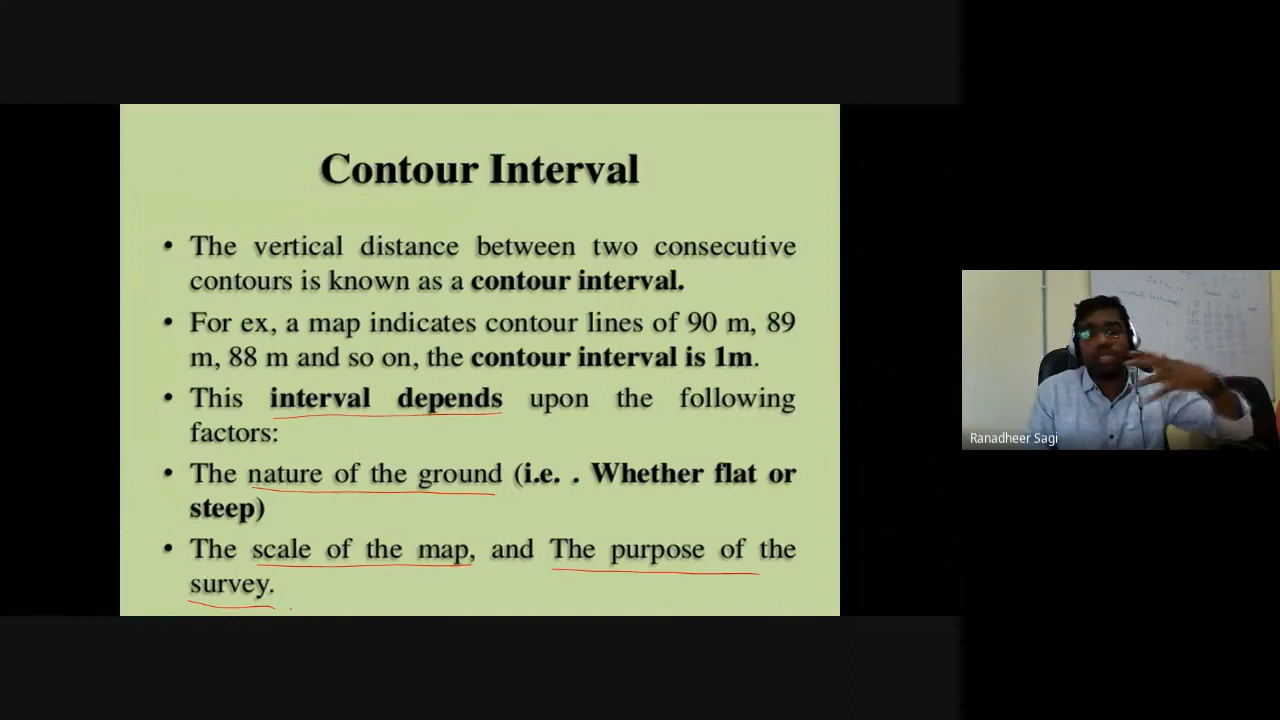 Contour Interval
• The vertical distance between two consecutive
contours is known as a contour interval.
• For ex, a map indicates contour lines of 90 m, 89
m, 88 m and so on, the contour interval is 1m.
• This interval depends upon the following
factors:
• The nature of the ground (i.e. . Whether flat or
steep)
• The scale of the map, and The purpose of the
survey.
Ranadheer Sagi